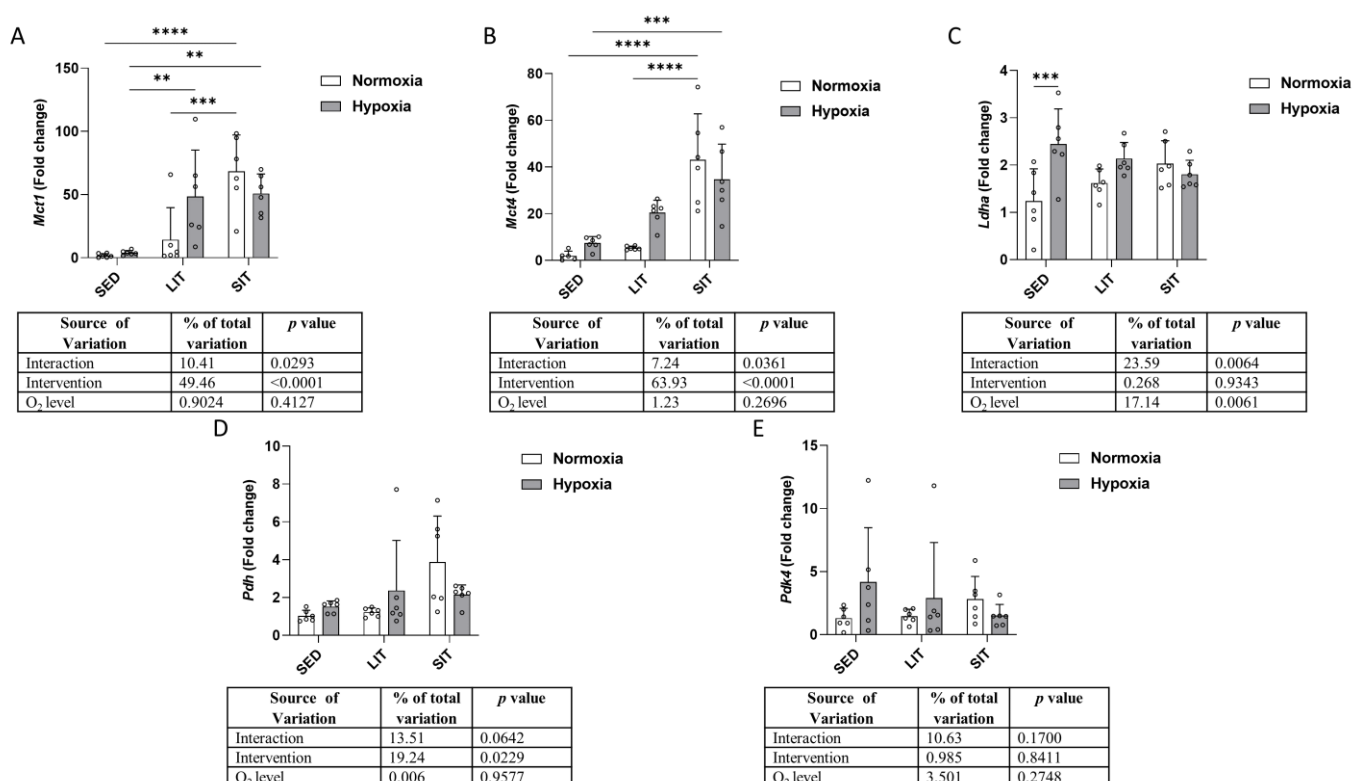 A
****
**
**
***
Mct1 (Fold change)
150
100
50
0
SED
LIT
SIT
Normoxia
Hypoxia
Source of Variation
% of total variation
p value
Interaction 10.41 0.0293
Intervention 49.46 <0.0001
O₂ level 0.9024 0.4127
B
***
****
****
Mct4 (Fold change)
80
60
40
20
0
SED
LIT
SIT
Normoxia
Hypoxia
Source of Variation
% of total variation
p value
Interaction 7.24 0.0361
Intervention 63.93 <0.0001
O₂ level 1.23 0.2696
C
***
Ldha (Fold change)
4
3
2
1
0
SED
LIT
SIT
Normoxia
Hypoxia
Source of Variation
% of total variation
p value
Interaction 23.59 0.0064
Intervention 0.268 0.9343
O₂ level 17.14 0.0061
D
Pdh (Fold change)
10
8
6
4
2
0
SED
LIT
SIT
Normoxia
Hypoxia
Source of Variation
% of total variation
p value
Interaction 13.51 0.0642
Intervention 19.24 0.0229
O₂ level 0.006 0.9577
E
Pdk4 (Fold change)
15
10
5
0
SED
LIT
SIT
Normoxia
Hypoxia
Source of Variation
% of total variation
p value
Interaction 10.63 0.1700
Intervention 0.985 0.8411
O₂ level 3.501 0.2748